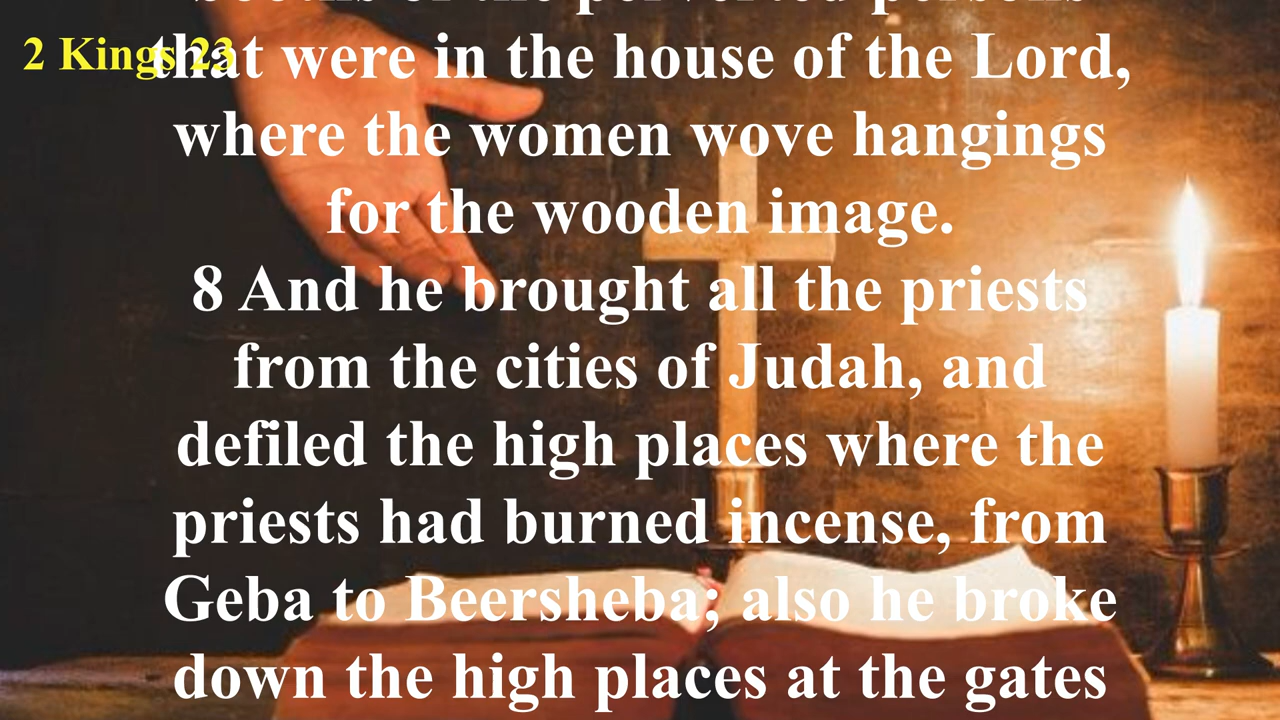 2 Kings 23
that were in the house of the Lord,
where the women wove hangings
for the wooden image.
8 And he brought all the priests
from the cities of Judah, and
defiled the high places where the
priests had burned incense, from
Geba to Beersheba; also he broke
down the high places at the gates